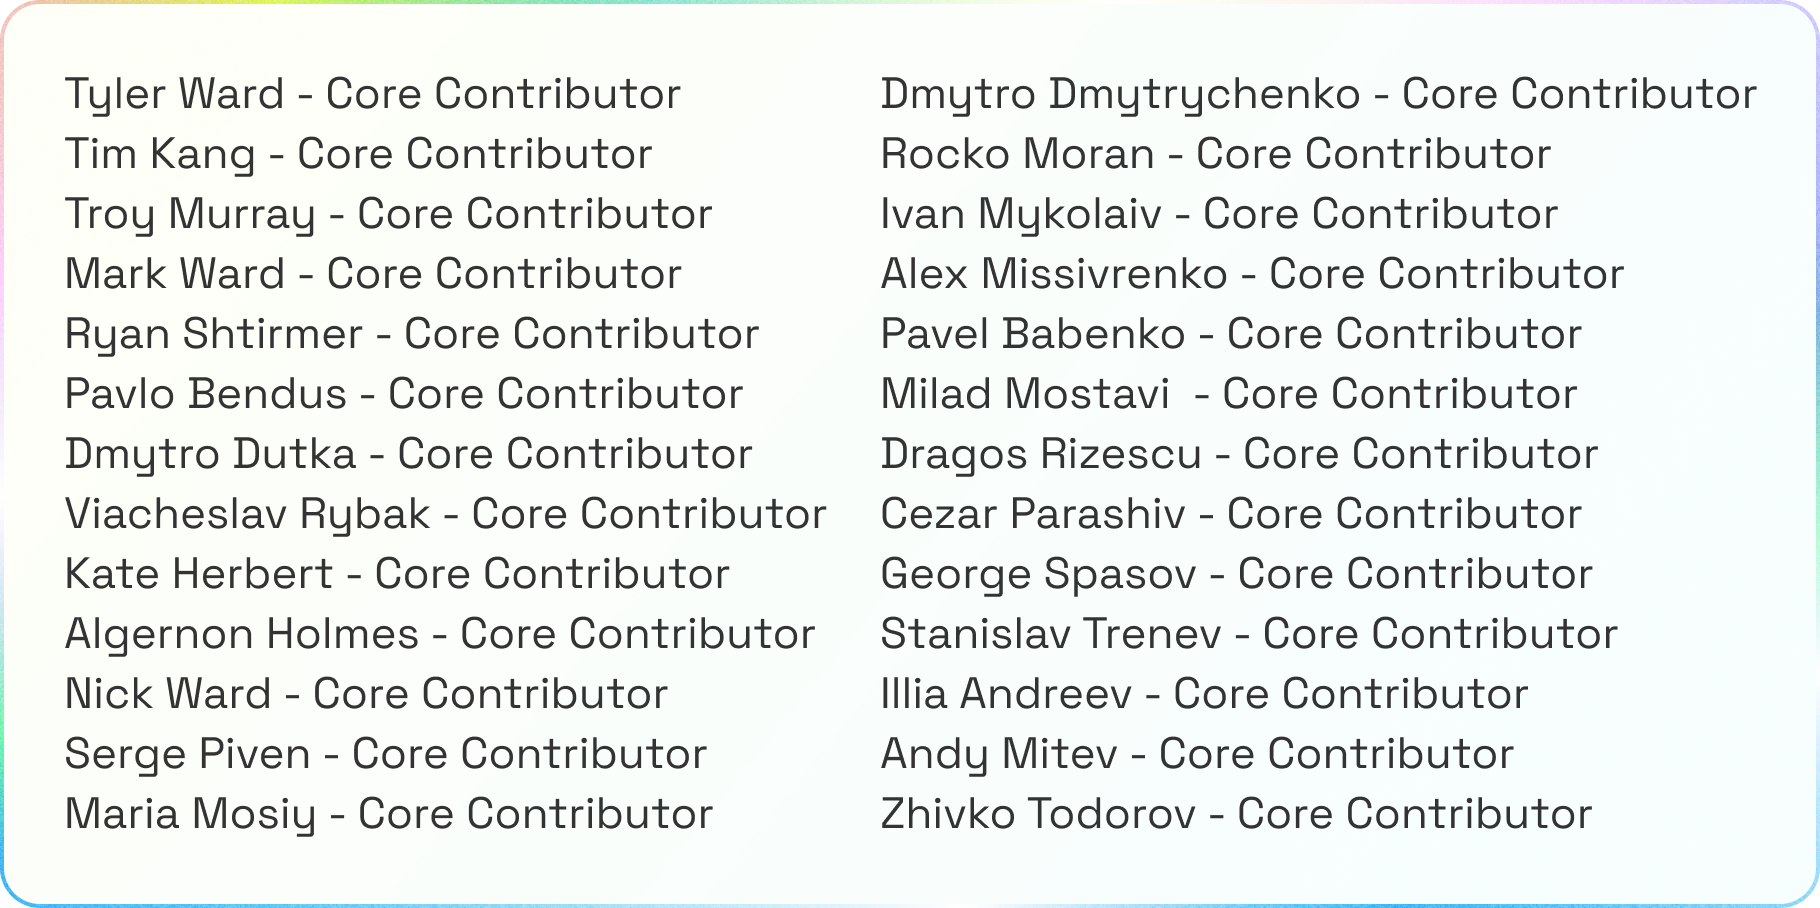 Tyler Ward - Core Contributor
Tim Kang - Core Contributor
Troy Murray - Core Contributor
Mark Ward - Core Contributor
Ryan Shtirmer - Core Contributor
Pavlo Bendus - Core Contributor
Dmytro Dutka - Core Contributor
Viacheslav Rybak - Core Contributor
Kate Herbert - Core Contributor
Algernon Holmes - Core Contributor
Nick Ward - Core Contributor
Serge Piven - Core Contributor
Maria Mosiy - Core Contributor
Dmytro Dmytrychenko - Core Contributor
Rocko Moran - Core Contributor
Ivan Mykolaiv - Core Contributor
Alex Missivrenko - Core Contributor
Pavel Babenko - Core Contributor
Milad Mostavi  - Core Contributor
Dragos Rizescu - Core Contributor
Cezar Parashiv - Core Contributor
George Spasov - Core Contributor
Stanislav Trenev - Core Contributor
Illia Andreev - Core Contributor
Andy Mitev - Core Contributor
Zhivko Todorov - Core Contributor